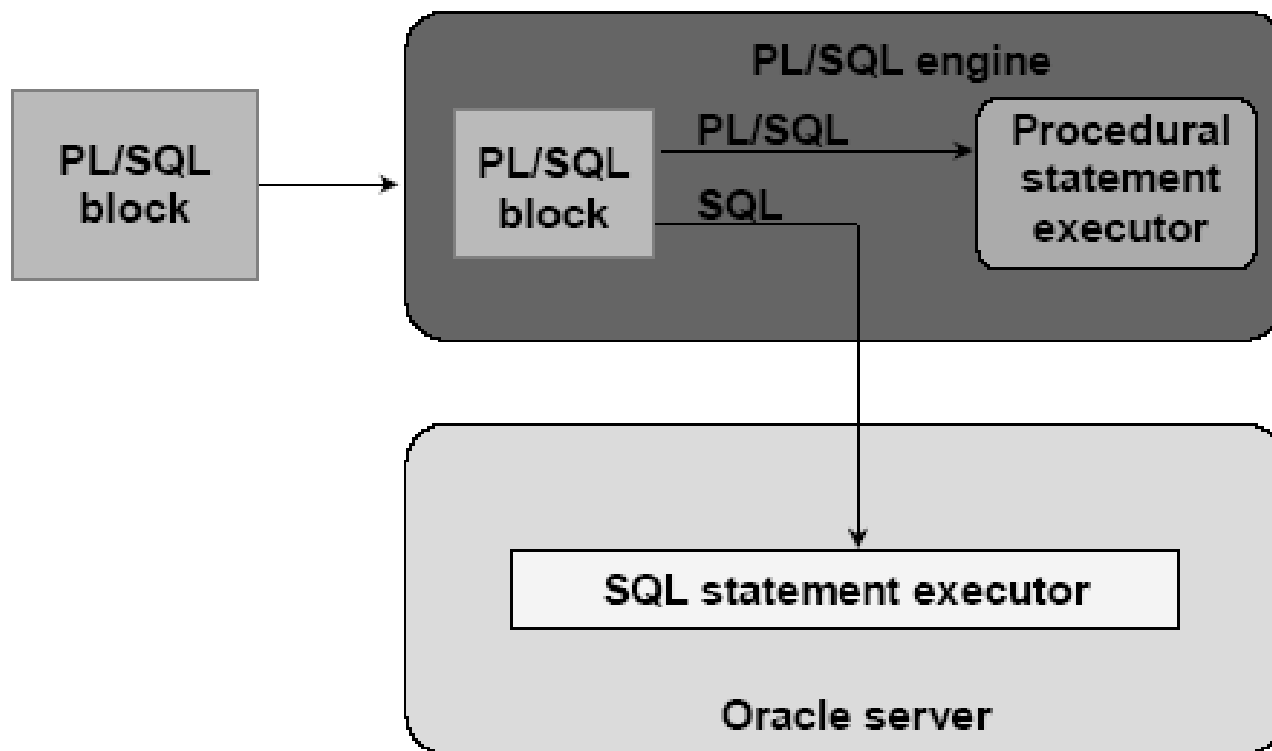 PL/SQL
block
PL/SQL engine
PL/SQL
block
PL/SQL
SQL
Procedural
statement
executor
SQL statement executor
Oracle server